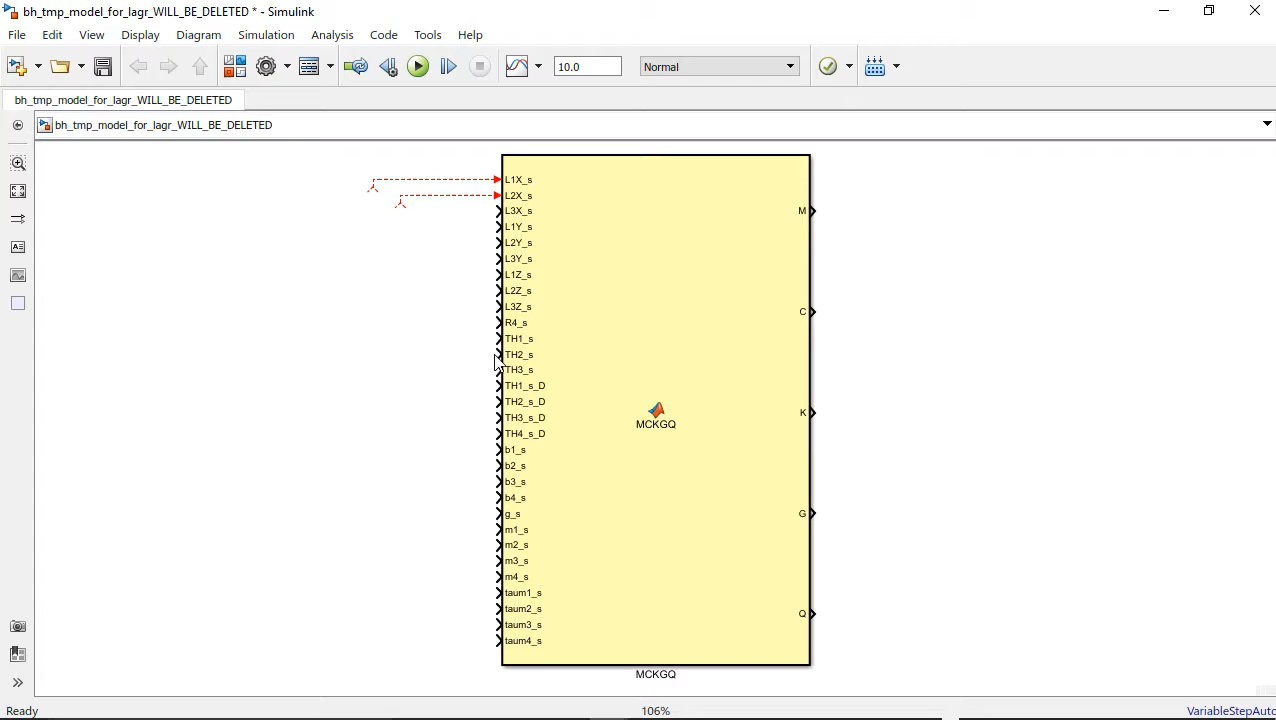 bh_tmp_model_for_lagr_WILL_BE_DELETED * - Simulink
File Edit View Display Diagram Simulation Analysis Code Tools Help
10.0 Normal
bh_tmp_model_for_lagr_WILL_BE_DELETED
bh_tmp_model_for_lagr_WILL_BE_DELETED
L1X_s
L2X_s
L3X_s M
L1Y_s
L2Y_s
L3Y_s
L1Z_s
L2Z_s
L3Z_s C
R4_s
TH1_s
TH2_s
TH3_s
TH1_s_D
TH2_s_D
TH3_s_D K
MCKGQ
TH4_s_D
b1_s
b2_s
b3_s
b4_s
g_s G
m1_s
m2_s
m3_s
m4_s
taum1_s
taum2_s Q
taum3_s
taum4_s
MCKGQ
Ready 106% VariableStepAuto